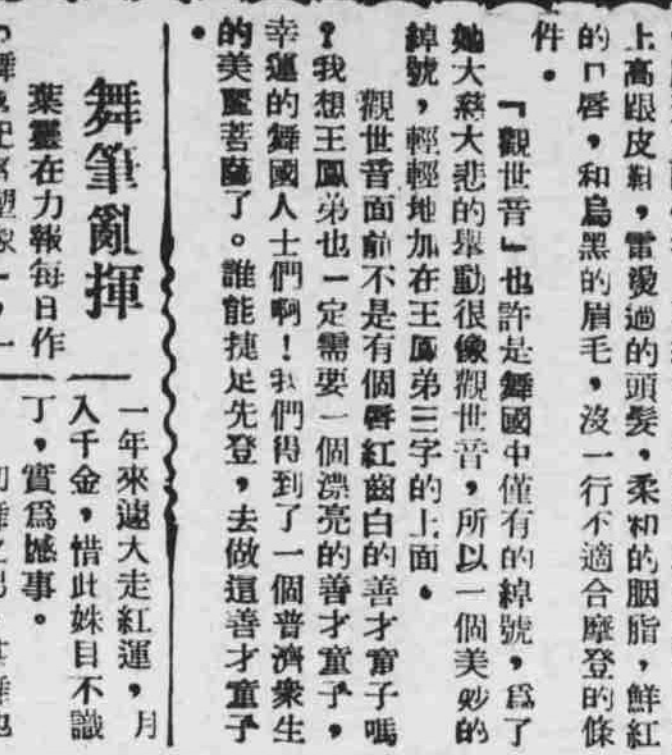 上高跟皮鞋，電燙過的頭髮，柔和的胭脂，鮮紅
的口唇，和烏黑的眉毛，沒一行不適合摩登的條
件。
『觀世音』也許是舞國中僅有的綽號，爲了
她大慈大悲的舉動很像觀世音，所以一個美妙的
綽號，輕輕地加在王鳳弟三字的上面。
觀世音面前不是有個唇紅齒白的善才童子嗎
？我想王鳳弟也一定需要一個漂亮的善才童子，
幸運的舞國人士們啊！我們得到了一個普濟衆生
的美麗菩薩了。誰能捷足先登，去做這善才童子
。
舞筆亂揮
葉靈在力報每日作
一年來遽大走紅運，月
入千金，惜此姝目不識
丁，實爲憾事。